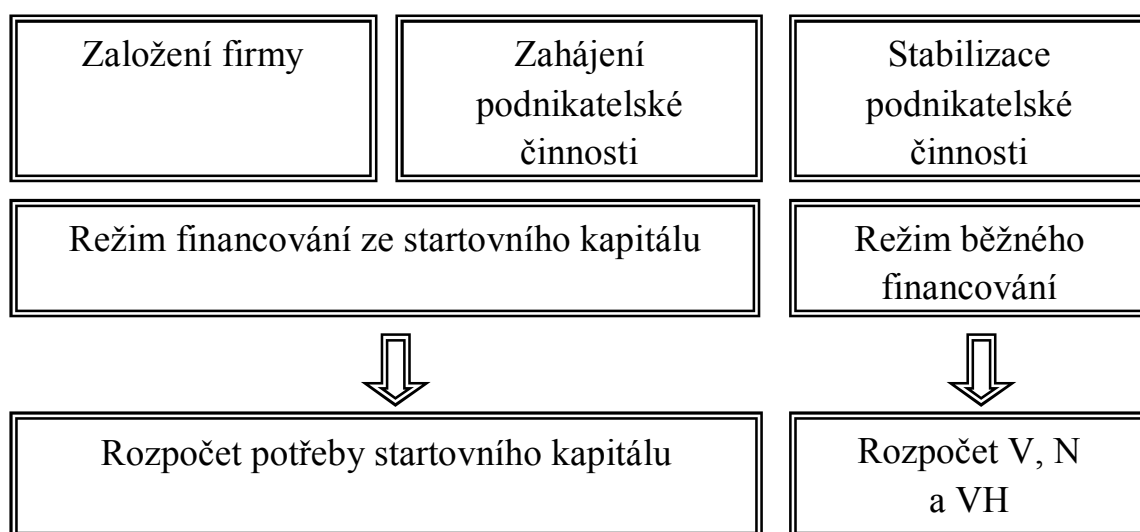 Založení firmy
Zahájení
podnikatelské
činnosti
Stabilizace
podnikatelské
činnosti
Režim financování ze startovního kapitálu
Režim běžného
financování
Rozpočet potřeby startovního kapitálu
Rozpočet V, N
a VH